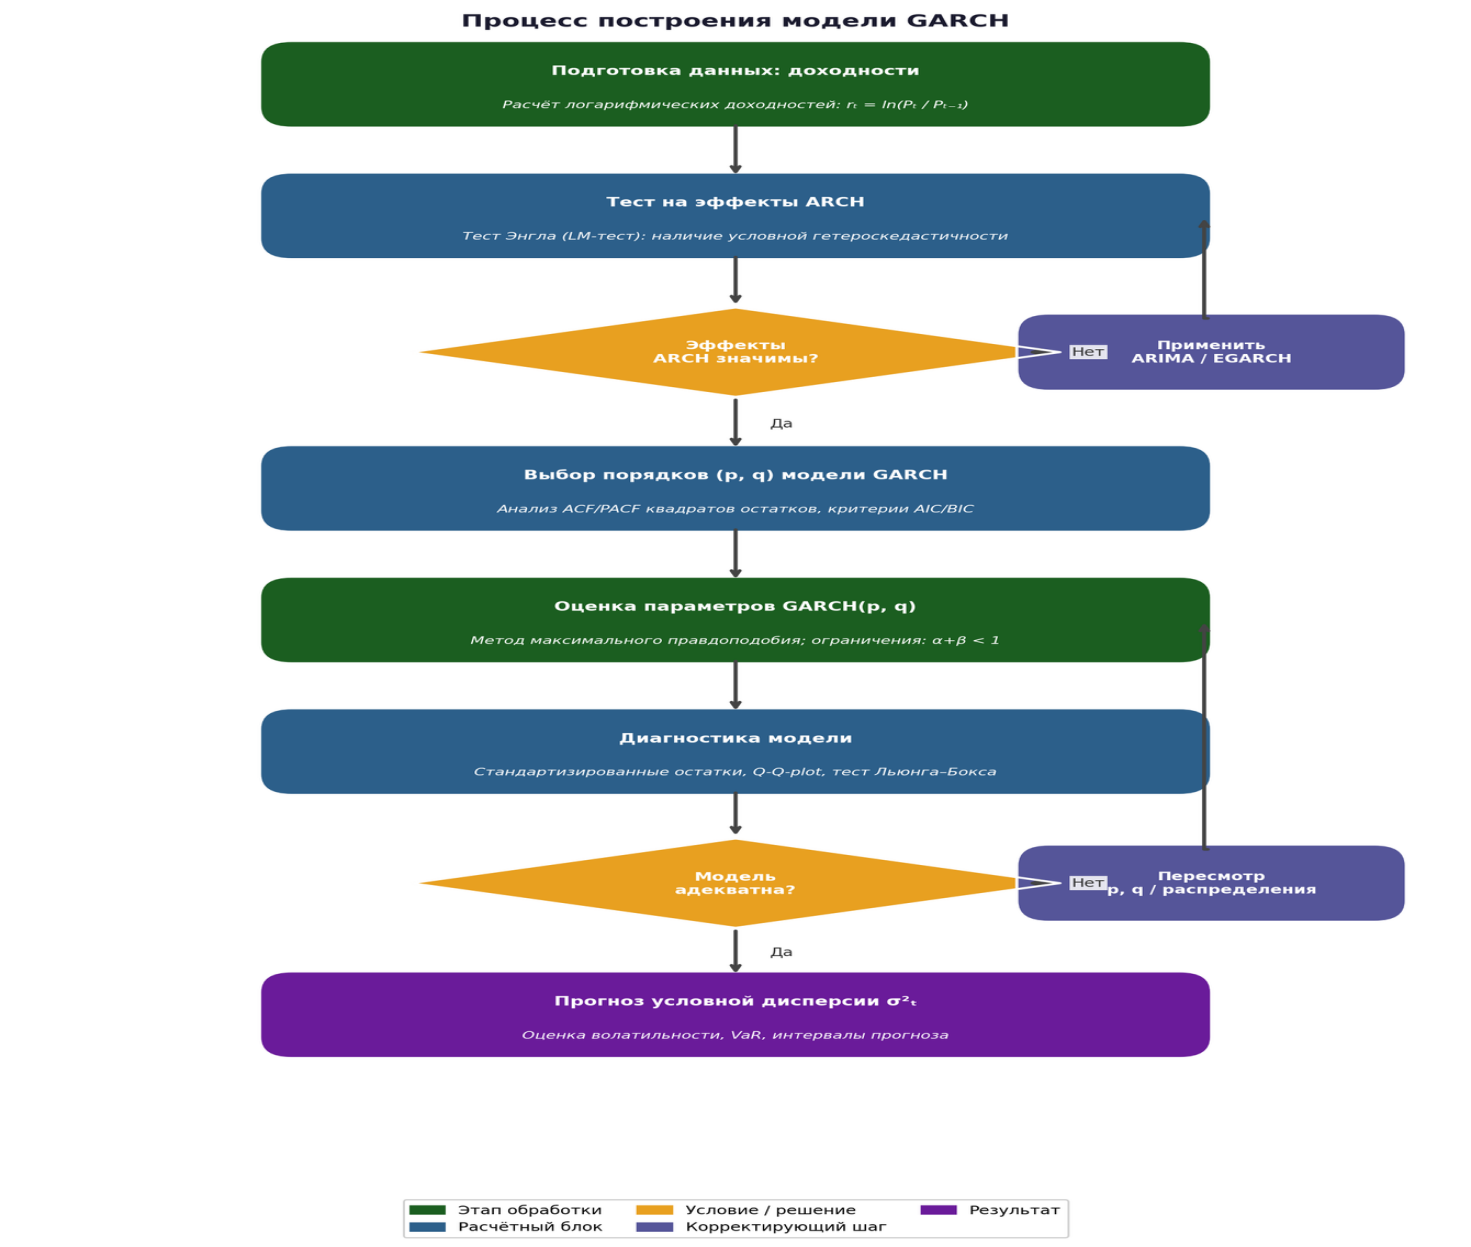 Процесс построения модели GARCH
Подготовка данных: доходности
Расчёт логарифмических доходностей: rₜ = ln(Pₜ / Pₜ₋₁)
Тест на эффекты ARCH
Тест Энгла (LM-тест): наличие условной гетероскедастичности
Эффекты
ARCH значимы?
Нет
Применить
ARIMA / EGARCH
Да
Выбор порядков (p, q) модели GARCH
Анализ ACF/PACF квадратов остатков, критерии AIC/BIC
Оценка параметров GARCH(p, q)
Метод максимального правдоподобия; ограничения: α+β < 1
Диагностика модели
Стандартизированные остатки, Q-Q-plot, тест Льюнга–Бокса
Модель
адекватна?
Нет
Пересмотр
p, q / распределения
Да
Прогноз условной дисперсии σ²ₜ
Оценка волатильности, VaR, интервалы прогноза
Этап обработки
Расчётный блок
Условие / решение
Корректирующий шаг
Результат